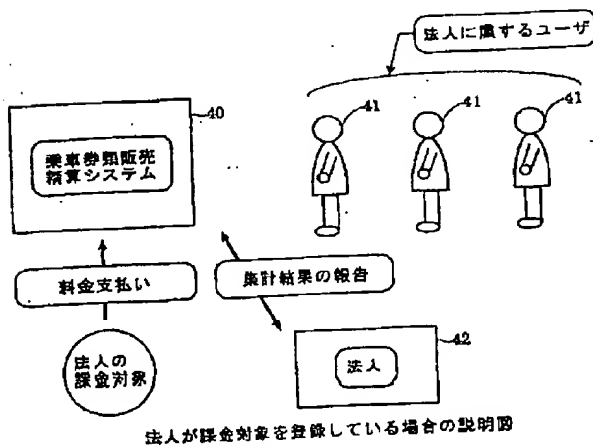 法人に属するユーザ
41
41
41
40
乗車券類販売
精算システム
料金支払い
集計結果の報告
法人の
課金対象
42
法人
法人が課金対象を登録している場合の説明図